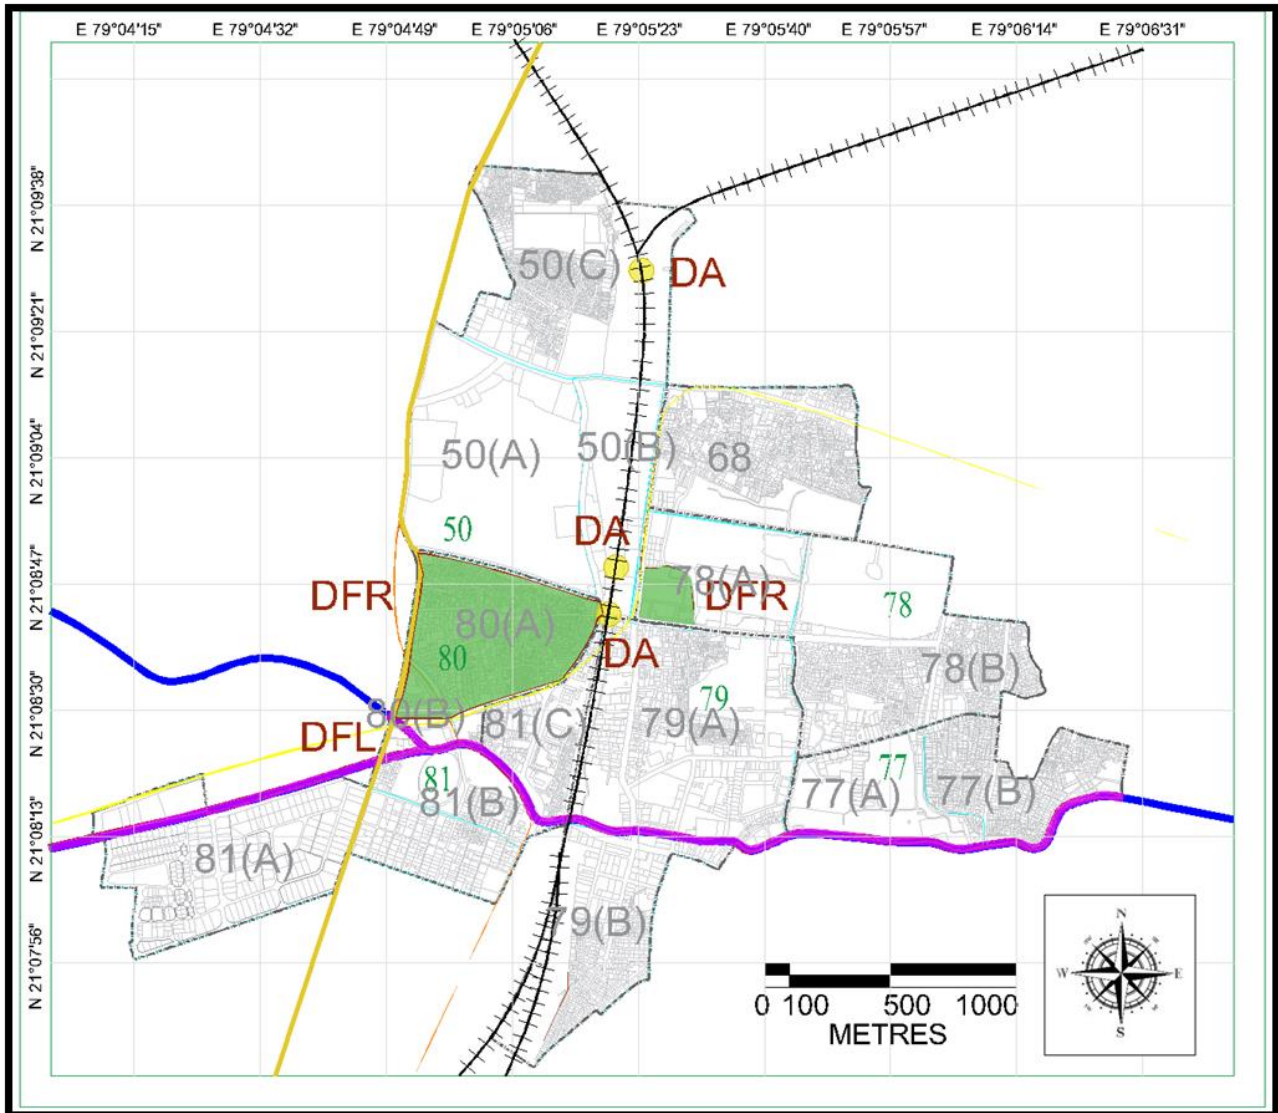 E 79°04'15" E 79°04'32" E 79°04'49" E 79°05'06" E 79°05'23" E 79°05'40" E 79°05'57" E 79°06'14" E 79°06'31"
N 21°09'38"
N 21°09'21"
N 21°09'04"
N 21°08'47"
N 21°08'30"
N 21°08'13"
N 21°07'56"
50(C)
DA
50(A)
50(B)
68
50
DA
DFR
80(A)
78(A)
DFR
78
80
DA
78(B)
80(B)
81(C)
79
79(A)
DFL
81
81(B)
77
77(A)
77(B)
81(A)
79(B)
0 100 500 1000
METRES
N
W
E
S